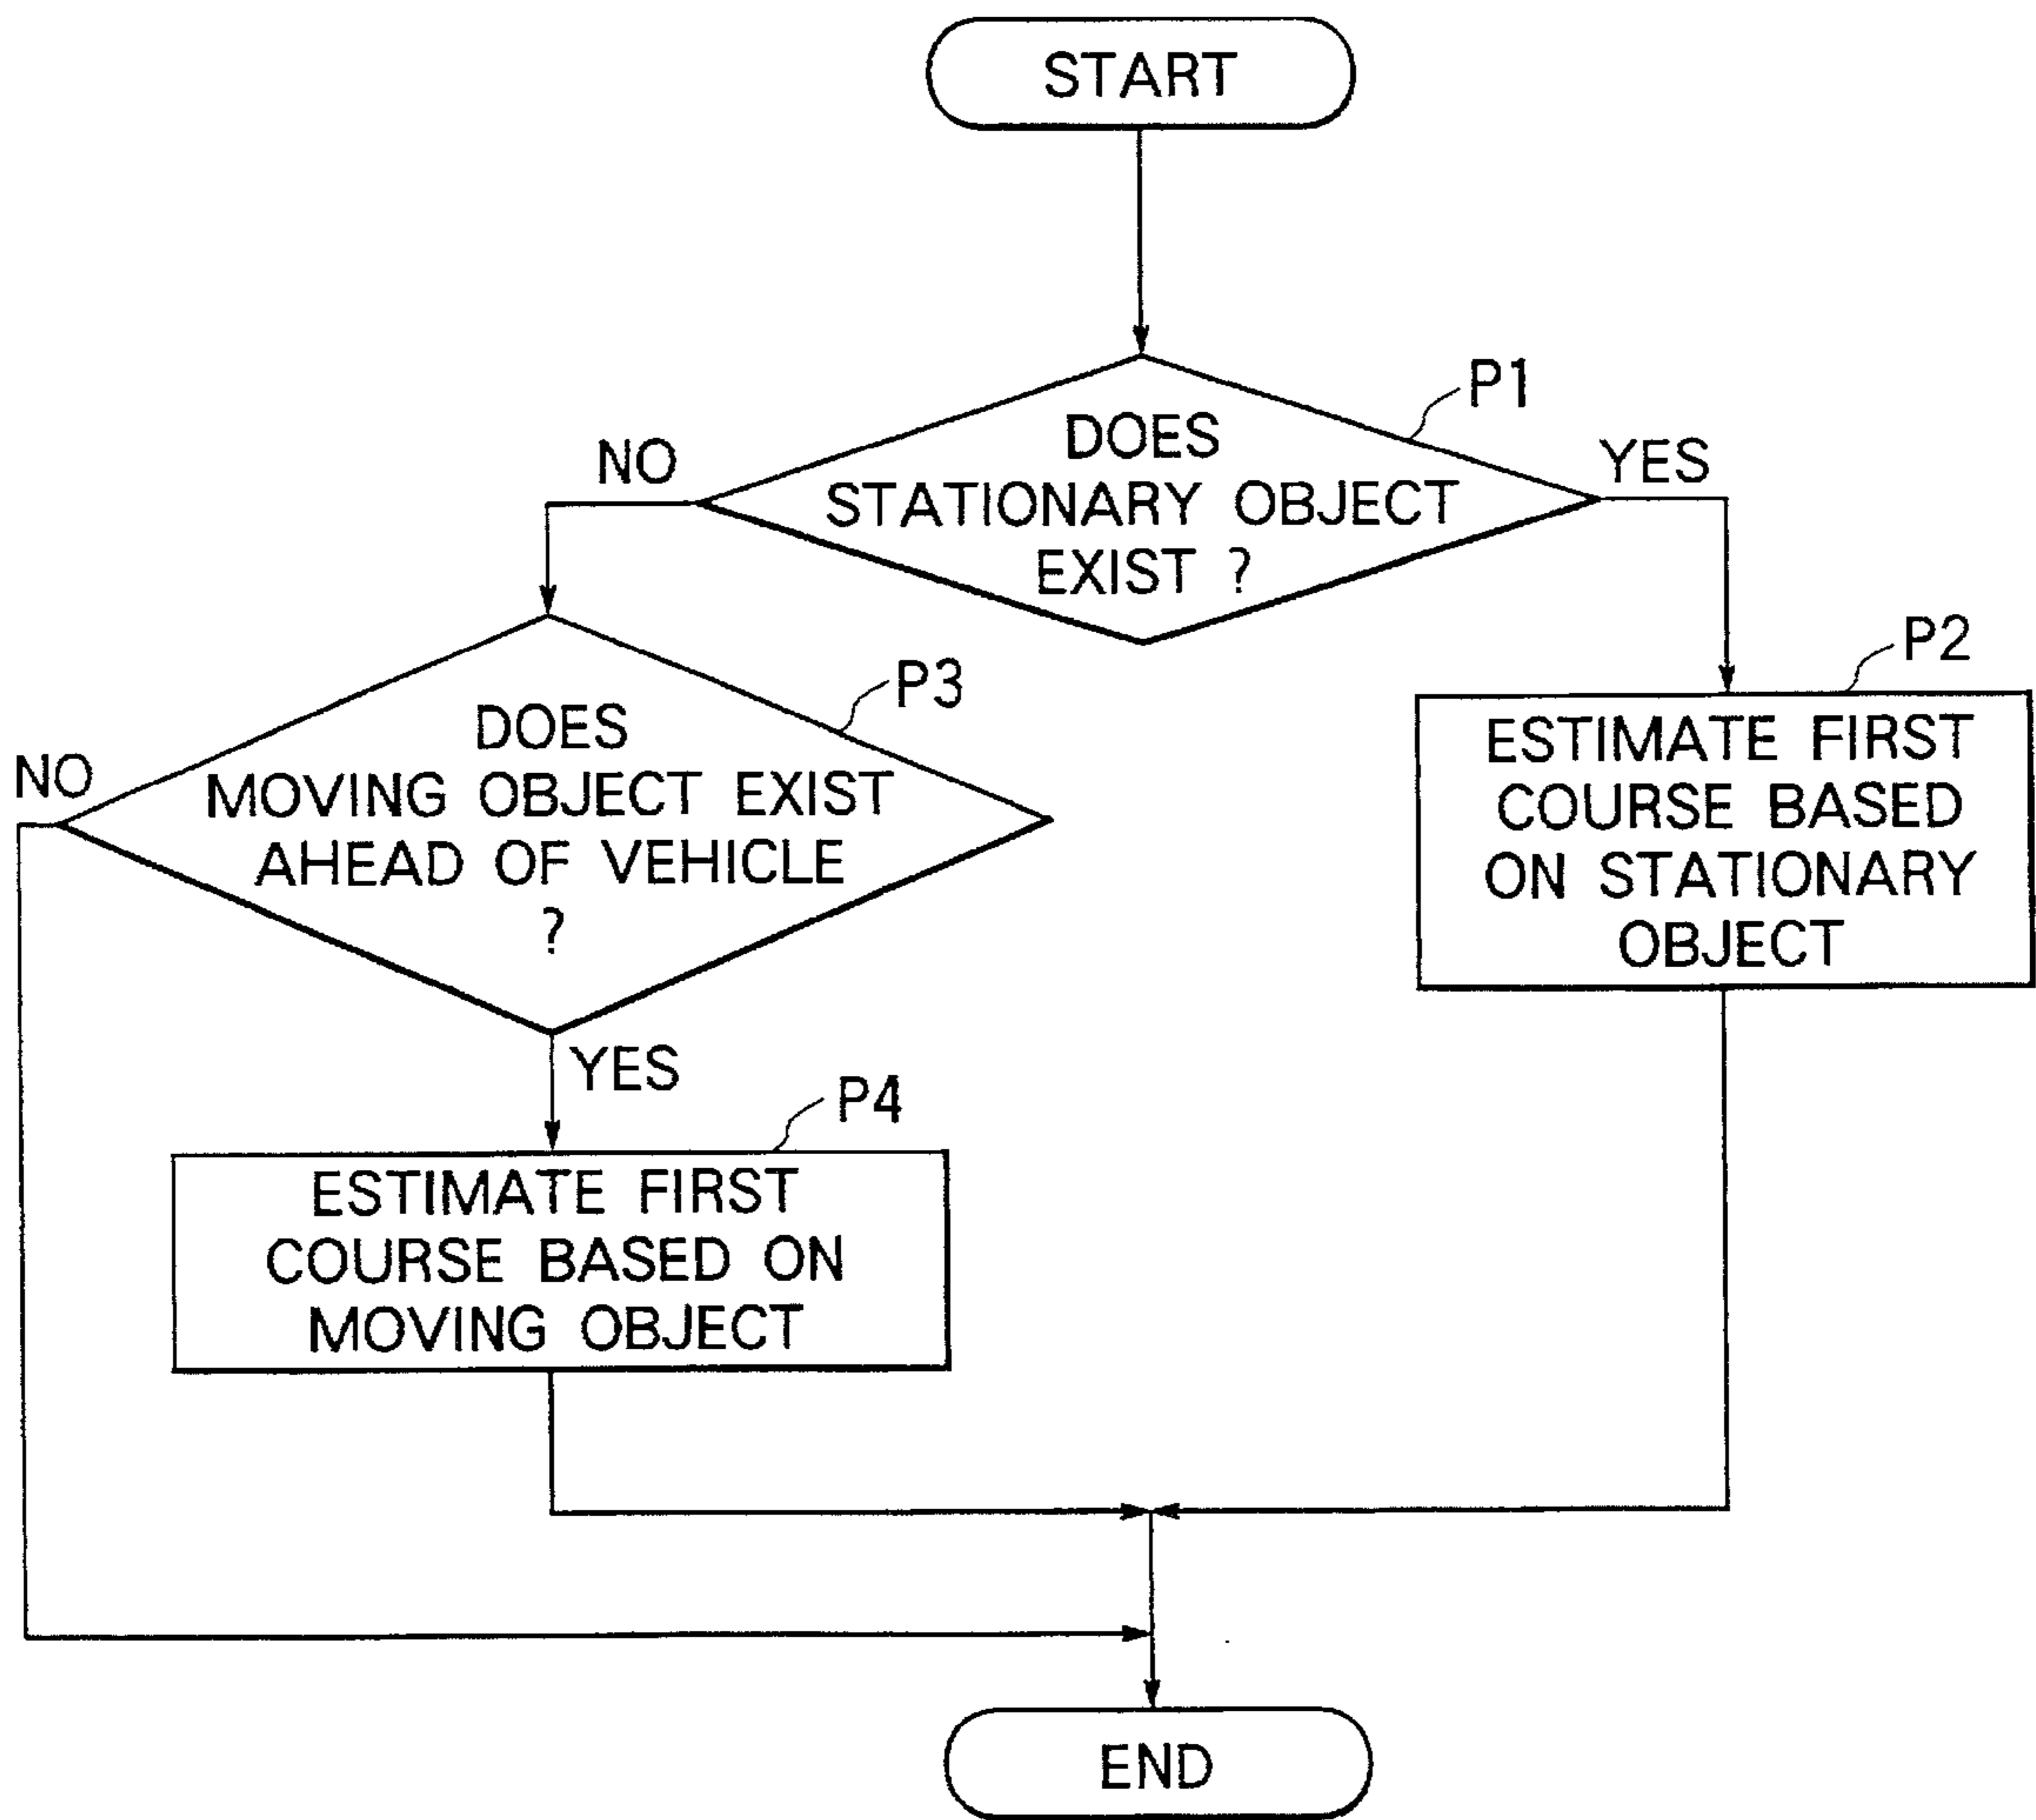 START
P1
DOES
STATIONARY OBJECT
EXIST ?
NO
YES
P3
DOES
MOVING OBJECT EXIST
AHEAD OF VEHICLE
?
NO
YES
P2
ESTIMATE FIRST
COURSE BASED
ON STATIONARY
OBJECT
P4
ESTIMATE FIRST
COURSE BASED ON
MOVING OBJECT
END